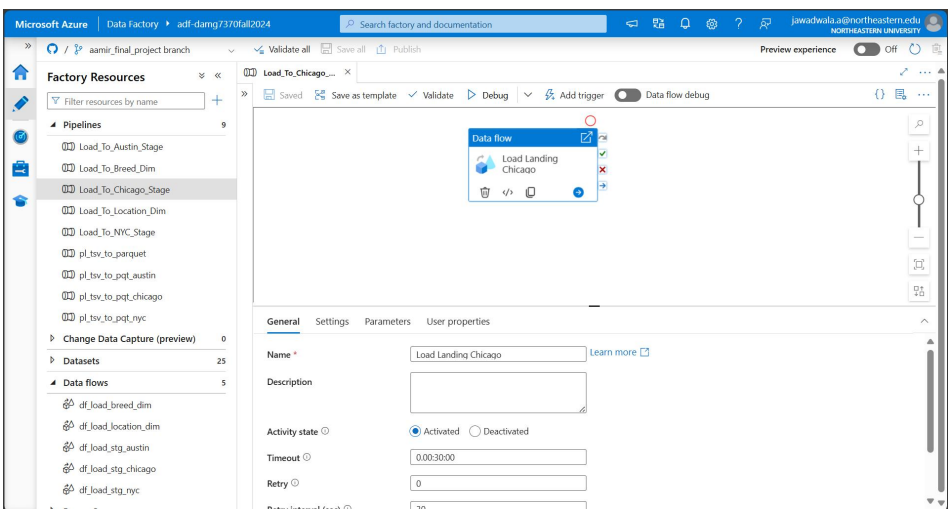 Microsoft Azure | Data Factory ▸ adf-damg7370fall2024
Search factory and documentation
jawadwala.a@northeastern.edu
NORTHEASTERN UNIVERSITY
/ aamir_final_project branch
Validate all Save all Publish
Preview experience Off
Factory Resources
Filter resources by name
Pipelines 9
Load_To_Austin_Stage
Load_To_Breed_Dim
Load_To_Chicago_Stage
Load_To_Location_Dim
Load_To_NYC_Stage
pl_tsv_to_parquet
pl_tsv_to_pqt_austin
pl_tsv_to_pqt_chicago
pl_tsv_to_pqt_nyc
Change Data Capture (preview) 0
Datasets 25
Data flows 5
df_load_breed_dim
df_load_location_dim
df_load_stg_austin
df_load_stg_chicago
df_load_stg_nyc
Load_To_Chicago_...
Saved Save as template Validate Debug Add trigger Data flow debug
Data flow
Load Landing
Chicago
General Settings Parameters User properties
Name * Load Landing Chicago Learn more
Description
Activity state Activated Deactivated
Timeout 0.00:30:00
Retry 0
Retry interval (sec) 30